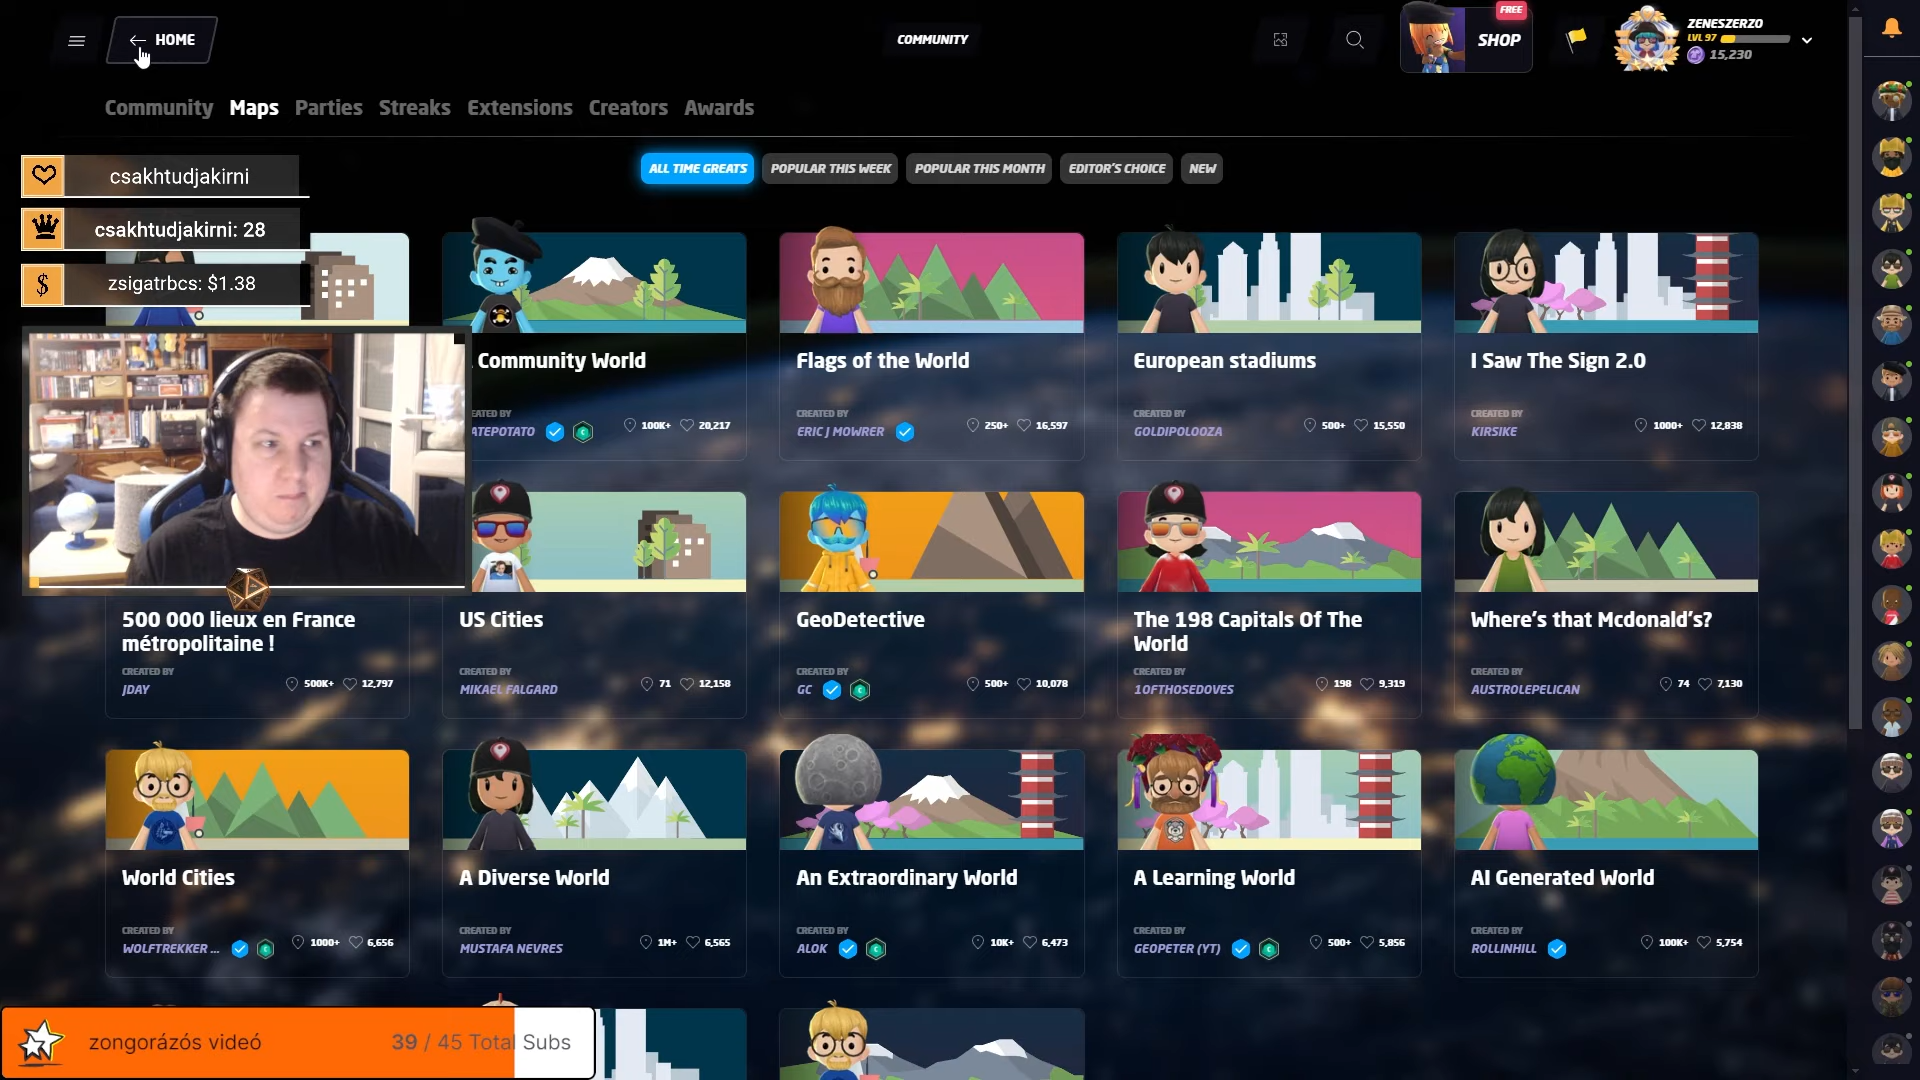 HOME
COMMUNITY
FREE
SHOP
ZENESZERZO
LVL 97
15,230
Community Maps Parties Streaks Extensions Creators Awards
ALL TIME GREATS POPULAR THIS WEEK POPULAR THIS MONTH EDITOR'S CHOICE NEW
csakhtudjakirni
csakhtudjakirni: 28
zsigatrbcs: $1.38
Community World
CREATED BY
ATEPOTATO 100K+ 20,217
Flags of the World
CREATED BY
ERIC J MOWRER 250+ 16,597
European stadiums
CREATED BY
GOLDIPOLOOZA 500+ 15,550
I Saw The Sign 2.0
CREATED BY
KIRSIKE 1000+ 12,838
500 000 lieux en France
métropolitaine !
CREATED BY
JDAY 500K+ 12,797
US Cities
CREATED BY
MIKAEL FALGARD 71 12,158
GeoDetective
CREATED BY
GC 500+ 10,078
The 198 Capitals Of The
World
CREATED BY
1OFTHOSEDOVES 198 9,319
Where's that Mcdonald's?
CREATED BY
AUSTROLEPELICAN 74 7,130
World Cities
CREATED BY
WOLFTREKKER ... 1000+ 6,656
A Diverse World
CREATED BY
MUSTAFA NEVRES 1M+ 6,565
An Extraordinary World
CREATED BY
ALOK 10K+ 6,473
A Learning World
CREATED BY
GEOPETER (YT) 500+ 5,856
AI Generated World
CREATED BY
ROLLINHILL 100K+ 5,754
zongorázós videó 39 / 45 Total Subs